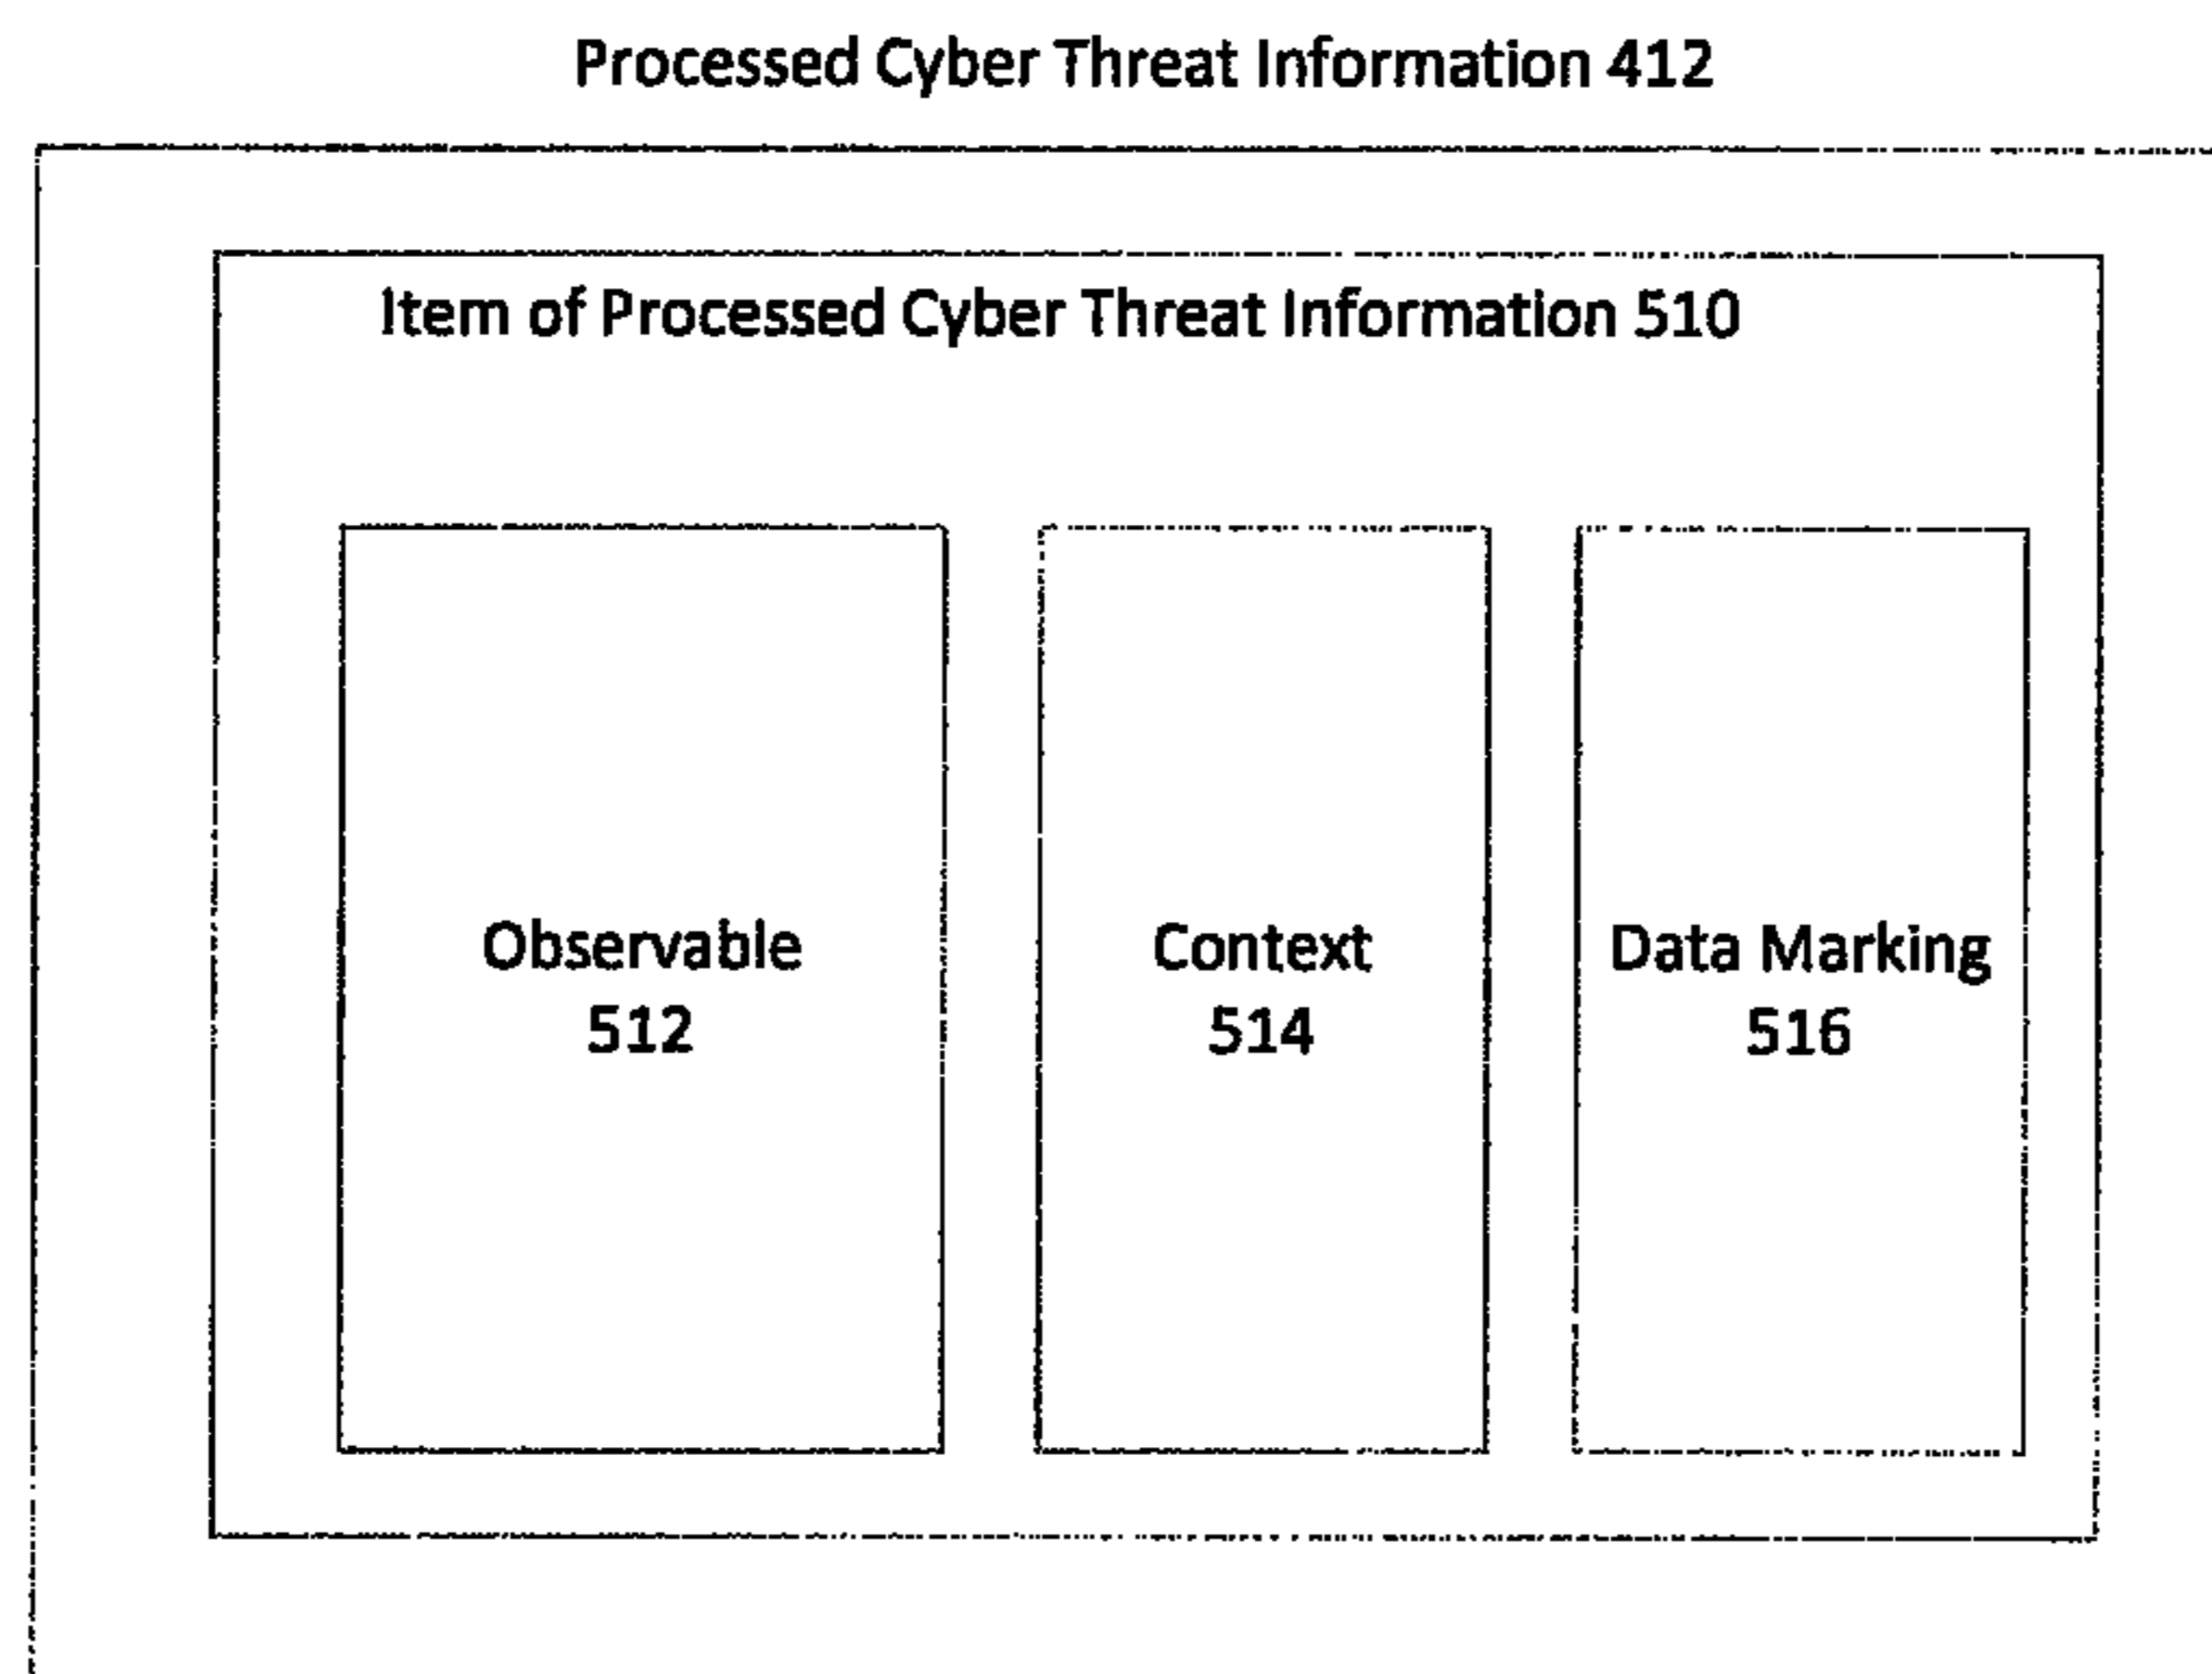 Processed Cyber Threat Information 412
Item of Processed Cyber Threat Information 510
Observable
512
Context
514
Data Marking
516